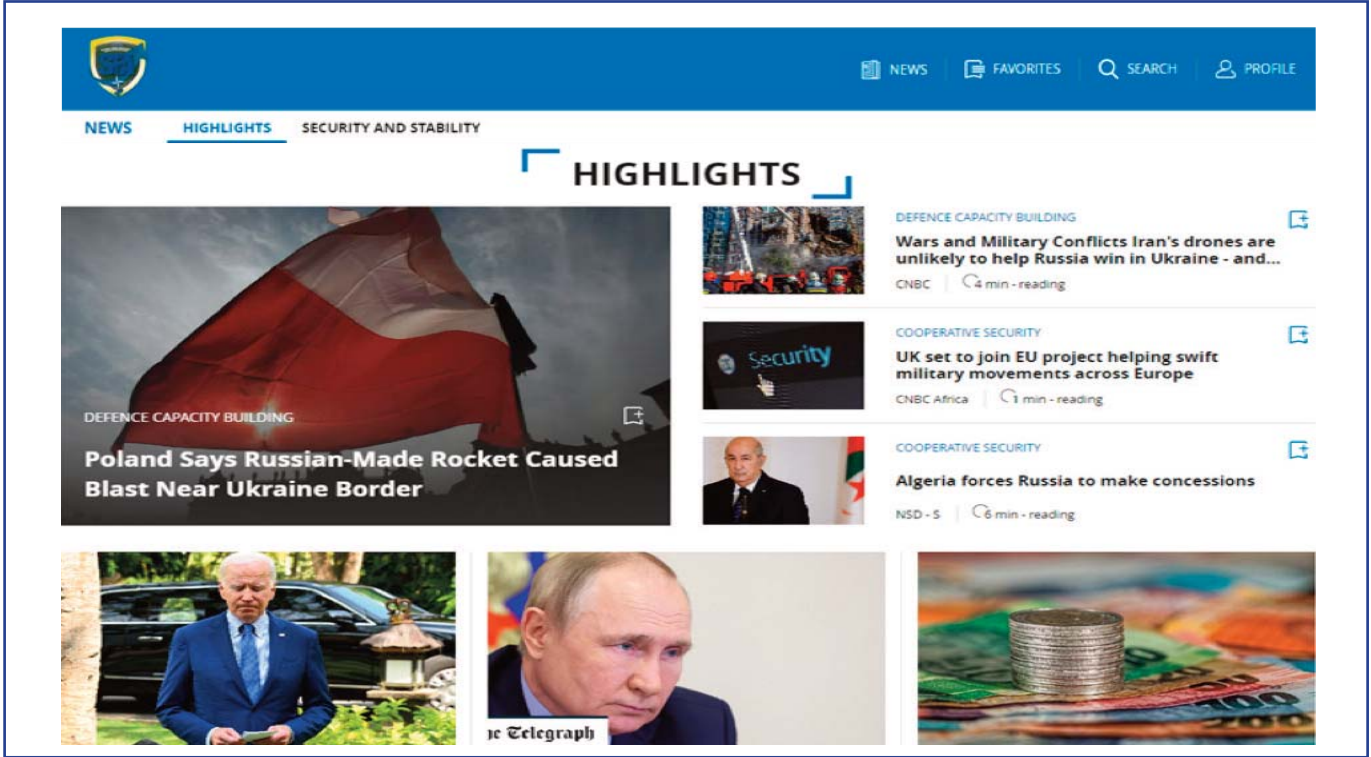 NEWS
FAVORITES
SEARCH
PROFILE
NEWS
HIGHLIGHTS
SECURITY AND STABILITY
HIGHLIGHTS
DEFENCE CAPACITY BUILDING
Poland Says Russian-Made Rocket Caused
Blast Near Ukraine Border
DEFENCE CAPACITY BUILDING
Wars and Military Conflicts Iran's drones are
unlikely to help Russia win in Ukraine - and...
CNBC
4 min - reading
Security
COOPERATIVE SECURITY
UK set to join EU project helping swift
military movements across Europe
CNBC Africa
1 min - reading
COOPERATIVE SECURITY
Algeria forces Russia to make concessions
NSD - S
6 min - reading
Telegraph